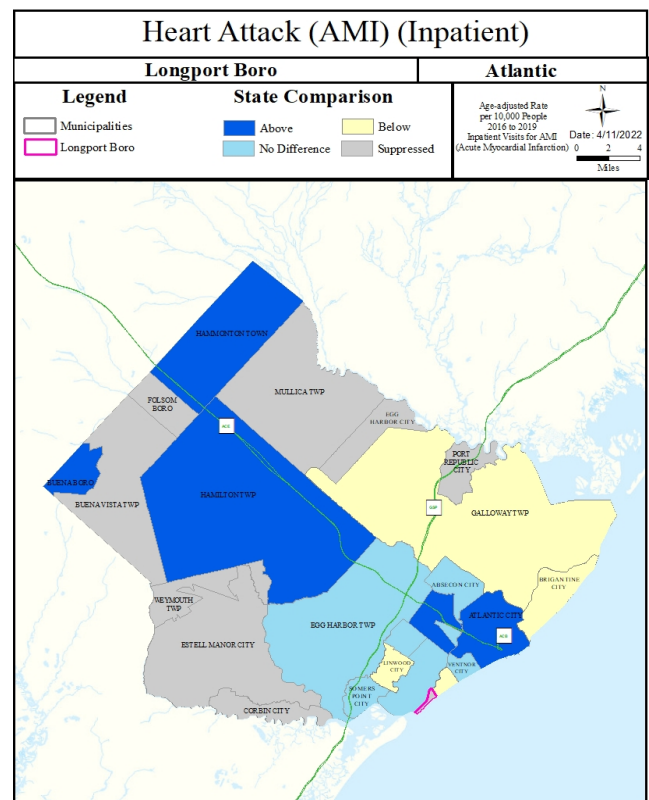 Heart Attack (AMI) (Inpatient)
Longport Boro
Atlantic
Legend
Municipalities
Longport Boro
State Comparison
Above
Below
No Difference
Suppressed
Age-adjusted Rate
per 10,000 People
2016 to 2019
Inpatient Visits for AMI
(Acute Myocardial Infarction)
N
Date: 4/11/2022
0 2 4
Miles
HAMMONTON TOWN
MULLICA TWP
FOLSOM
BORO
EGG
HARBOR CITY
ACE
PORT
REPUBLIC
CITY
BUENA BORO
HAMILTON TWP
BUENA VISTA TWP
GSP
GALLOWAY TWP
ABSECON CITY
BRIGANTINE
CITY
WEYMOUTH
TWP
ATLANTIC CITY
EGG HARBOR TWP
ESTELL MANOR CITY
LINWOOD
CITY
VENTNOR
CITY
SOMERS
POINT
CITY
CORBIN CITY